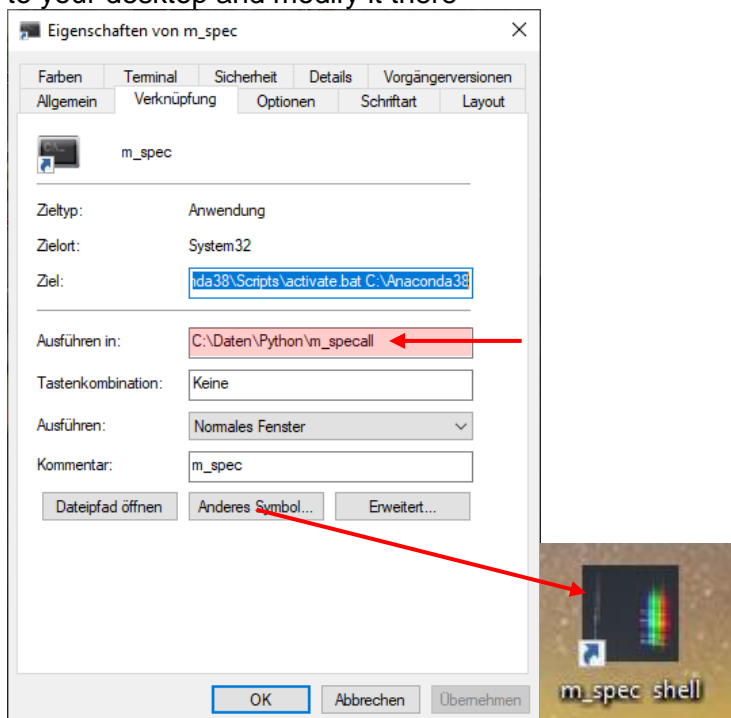 to your desktop and modify it there
Eigenschaften von m_spec
Farben Terminal Sicherheit Details Vorgängerversionen
Allgemein Verknüpfung Optionen Schriftart Layout
m_spec
Zieltyp: Anwendung
Zielort: System32
Ziel: nda38\Scripts\activate.bat C:\Anaconda38
Ausführen in: C:\Daten\Python\m_specall
Tastenkombination: Keine
Ausführen: Normales Fenster
Kommentar: m_spec
Dateipfad öffnen Anderes Symbol... Erweitert...
m_spec shell
OK Abbrechen Übernehmen